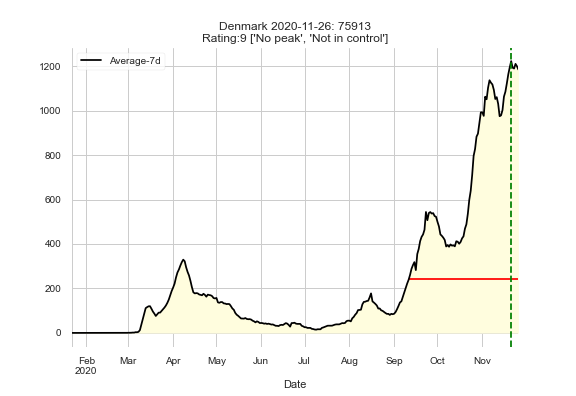 Denmark 2020-11-26: 75913
Rating:9 ['No peak', 'Not in control']
Average-7d
1200
1000
800
600
400
200
0
Feb Mar Apr May Jun Jul Aug Sep Oct Nov
2020
Date